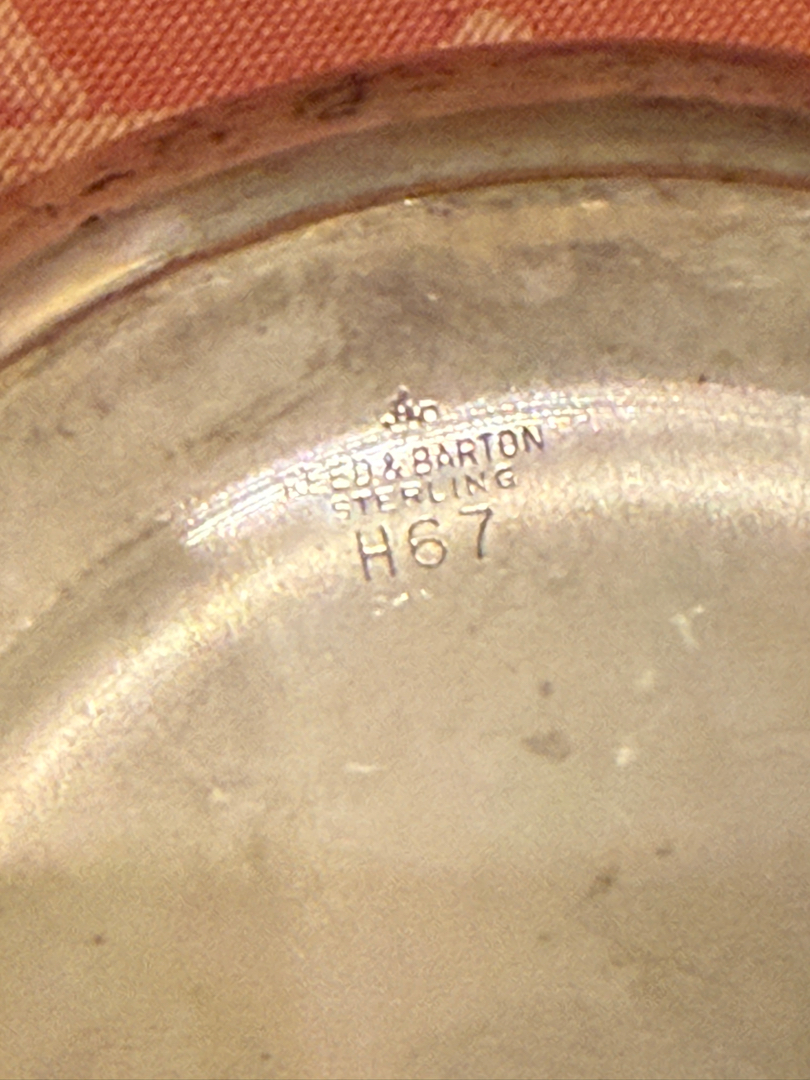 REED & BARTON
STERLING
H67